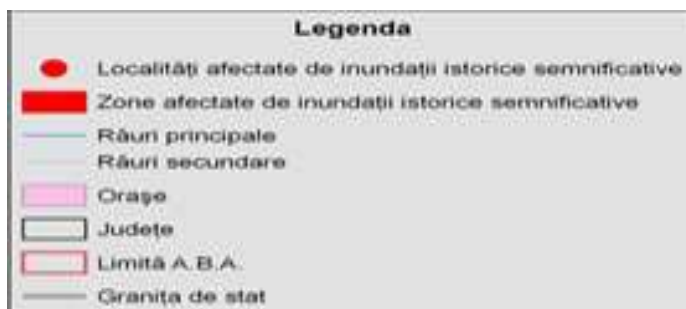 Legenda
Localități afectate de inundații istorice semnificative
Zone afectate de inundații istorice semnificative
Râuri principale
Râuri secundare
Orașe
Județe
Limită A.B.A.
Granița de stat